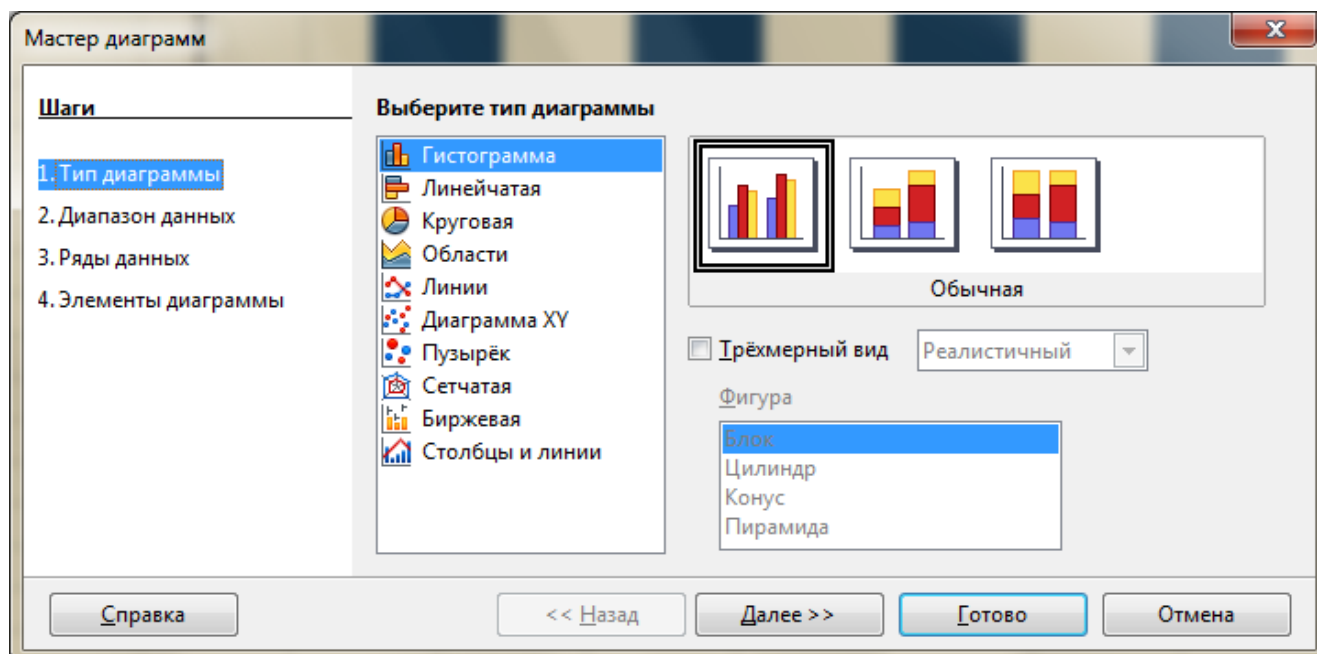 Мастер диаграмм
Шаги
1. Тип диаграммы
2. Диапазон данных
3. Ряды данных
4. Элементы диаграммы
Выберите тип диаграммы
Гистограмма
Линейчатая
Круговая
Области
Линии
Диаграмма XY
Пузырёк
Сетчатая
Биржевая
Столбцы и линии
Обычная
Трёхмерный вид Реалистичный
Фигура
Блок
Цилиндр
Конус
Пирамида
Справка << Назад Далее >> Готово Отмена